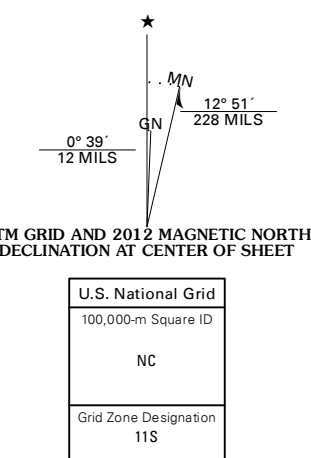 ★
MN
GN
12° 51´
228 MILS
0° 39´
12 MILS
TM GRID AND 2012 MAGNETIC NORTH
DECLINATION AT CENTER OF SHEET
U.S. National Grid
100,000-m Square ID
NC
Grid Zone Designation
11S